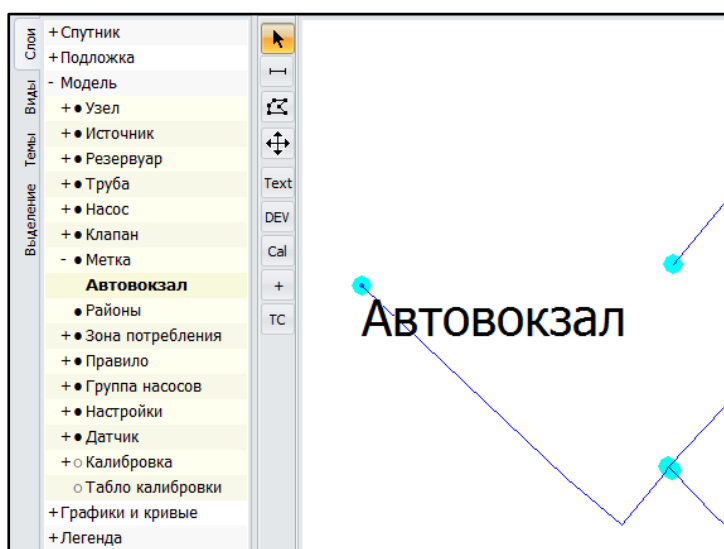 Слои
Виды
Темы
Выделение
+Спутник
+Подложка
- Модель
+●Узел
+●Источник
+●Резервуар
+●Труба
+●Насос
+●Клапан
- ●Метка
Автовокзал
●Районы
+●Зона потребления
+●Правило
+●Группа насосов
+●Настройки
+●Датчик
+○Калибровка
○Табло калибровки
+Графики и кривые
+Легенда
Text
DEV
Cal
+
TC
Автовокзал